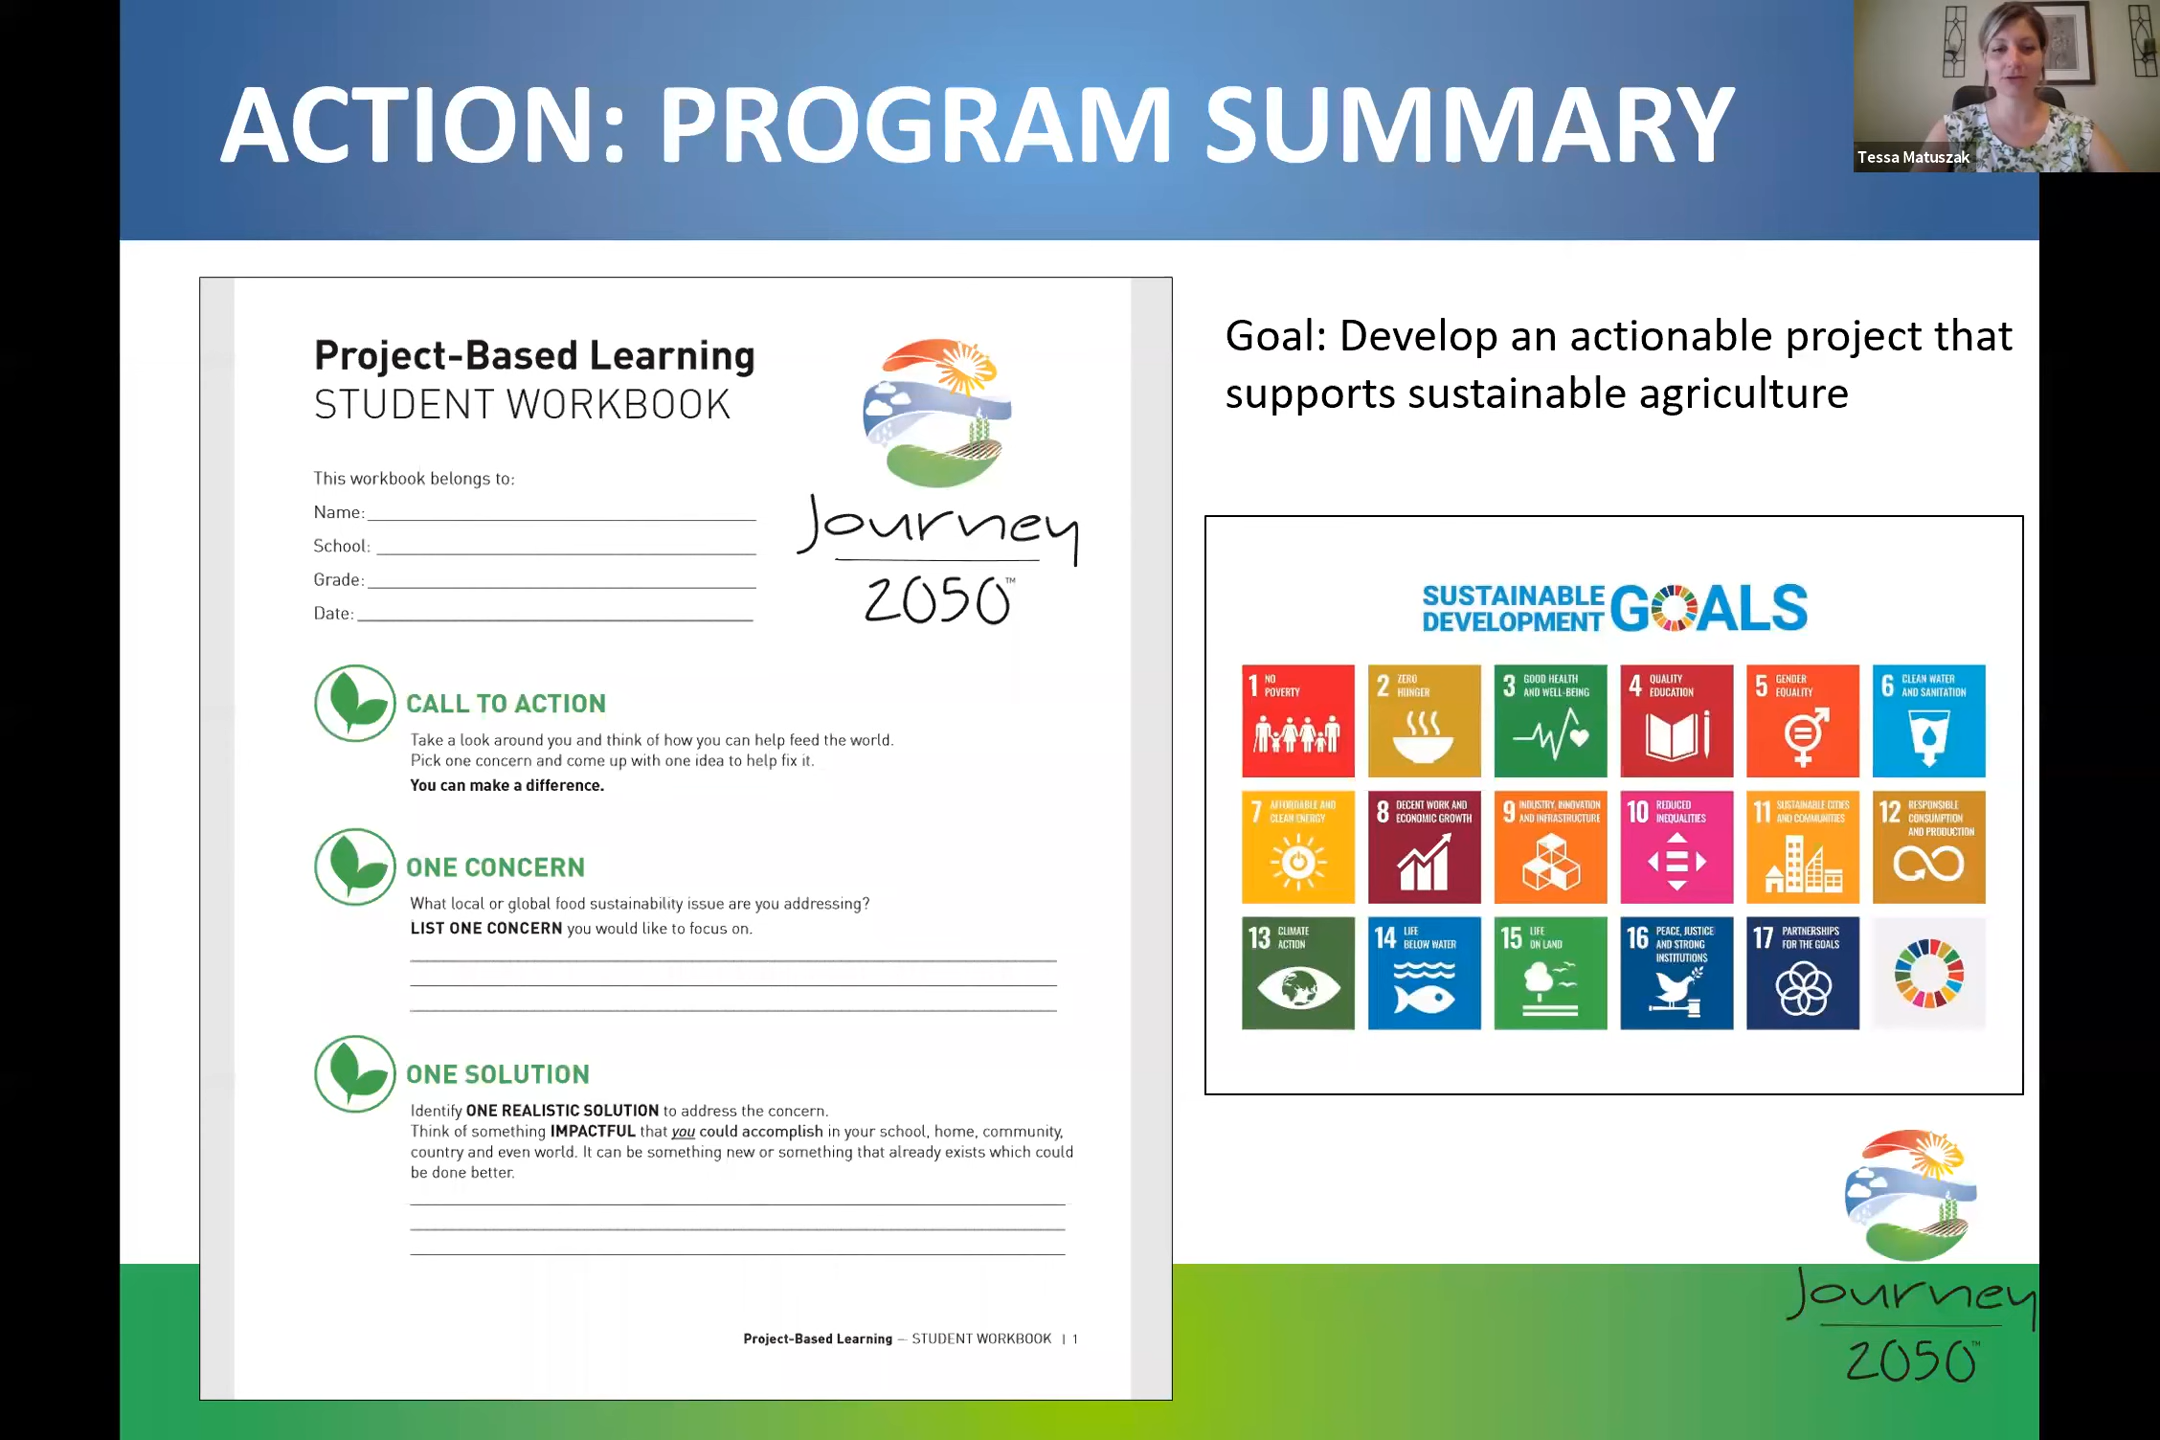 ACTION: PROGRAM SUMMARY
Tessa Matuszak
Project-Based Learning
STUDENT WORKBOOK
This workbook belongs to:
Name:
School:
Grade:
Date:
Journey
2050™
CALL TO ACTION
Take a look around you and think of how you can help feed the world.
Pick one concern and come up with one idea to help fix it.
You can make a difference.
ONE CONCERN
What local or global food sustainability issue are you addressing?
LIST ONE CONCERN you would like to focus on.
ONE SOLUTION
Identify ONE REALISTIC SOLUTION to address the concern.
Think of something IMPACTFUL that you could accomplish in your school, home, community,
country and even world. It can be something new or something that already exists which could
be done better.
Project-Based Learning — STUDENT WORKBOOK | 1
Goal: Develop an actionable project that
supports sustainable agriculture
SUSTAINABLE
DEVELOPMENT
GOALS
1 NO
POVERTY
2 ZERO
HUNGER
3 GOOD HEALTH
AND WELL-BEING
4 QUALITY
EDUCATION
5 GENDER
EQUALITY
6 CLEAN WATER
AND SANITATION
7 AFFORDABLE AND
CLEAN ENERGY
8 DECENT WORK AND
ECONOMIC GROWTH
9 INDUSTRY, INNOVATION
AND INFRASTRUCTURE
10 REDUCED
INEQUALITIES
11 SUSTAINABLE CITIES
AND COMMUNITIES
12 RESPONSIBLE
CONSUMPTION
AND PRODUCTION
13 CLIMATE
ACTION
14 LIFE
BELOW WATER
15 LIFE
ON LAND
16 PEACE, JUSTICE
AND STRONG
INSTITUTIONS
17 PARTNERSHIPS
FOR THE GOALS
Journey
2050™